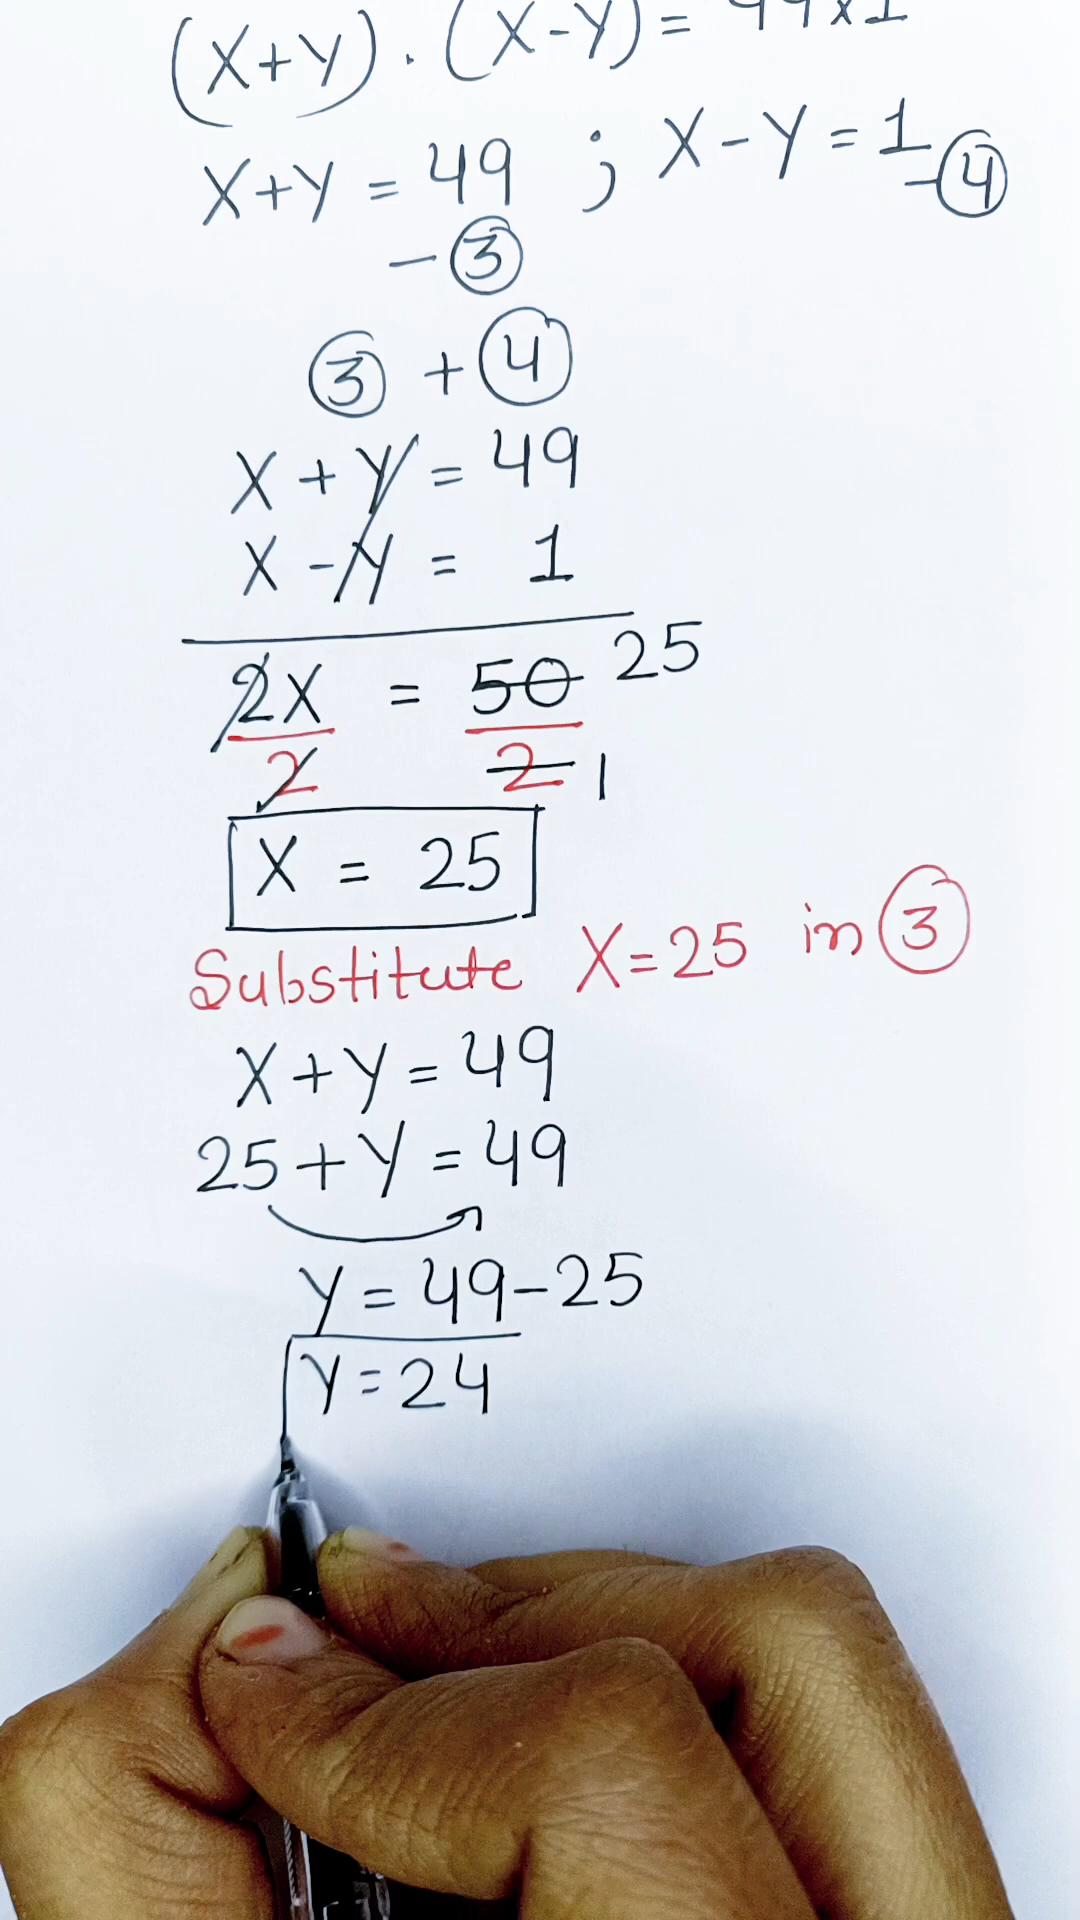 (X+Y) . (X-Y) = 49x1
X+Y = 49 ; X-Y = 1 -④
-③
③ + ④
X + Y = 49
X - Y = 1
2X = 50 25
2 2 1
X = 25
Substitute X=25 in ③
X+Y = 49
25+Y = 49
Y = 49-25
Y = 24